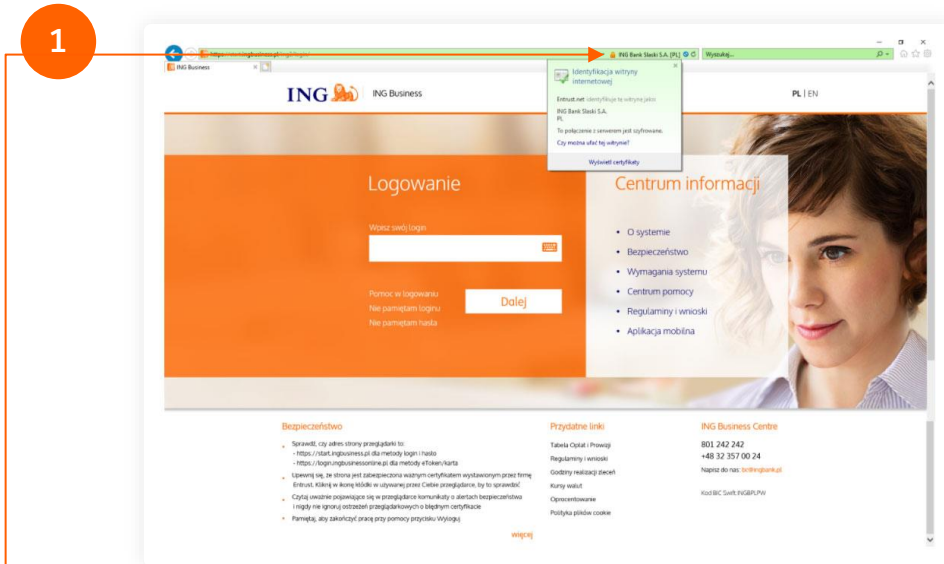 1
ING Bank Slaski S.A. [PL]
Wyszukaj...
ING Business
ING
ING Business
PL | EN
Identyfikacja witryny
internetowej
Entrust.net identyfikuje tę witrynę jako:
ING Bank Slaski S.A.
PL
To połączenie z serwerem jest szyfrowane.
Czy można ufać tej witrynie?
Wyświetl certyfikaty
Logowanie
Wpisz swój login
Pomoc w logowaniu
Nie pamiętam loginu
Nie pamiętam hasła
Dalej
Centrum informacji
• O systemie
• Bezpieczeństwo
• Wymagania systemu
• Centrum pomocy
• Regulaminy i wnioski
• Aplikacja mobilna
Bezpieczeństwo
• Sprawdź, czy adres strony przeglądarki to:
- https://start.ingbusiness.pl dla metody login i hasło
- https://login.ingbusinessonline.pl dla metody eToken/karta
• Upewnij się, że strona jest zabezpieczona ważnym certyfikatem wystawionym przez firmę
Entrust. Kliknij w ikonę kłódki w używanej przez Ciebie przeglądarce, by to sprawdzić
• Czytaj uważnie pojawiające się w przeglądarce komunikaty o alertach bezpieczeństwa
i nigdy nie ignoruj ostrzeżeń przeglądarkowych o błędnym certyfikacie
• Pamiętaj, aby zakończyć pracę przy pomocy przycisku Wyloguj
więcej
Przydatne linki
Tabela Opłat i Prowizji
Regulaminy i wnioski
Godziny realizacji zleceń
Kursy walut
Oprocentowanie
Polityka plików cookie
ING Business Centre
801 242 242
+48 32 357 00 24
Napisz do nas: bc@ingbank.pl
Kod BIC Swift INGBPLPW